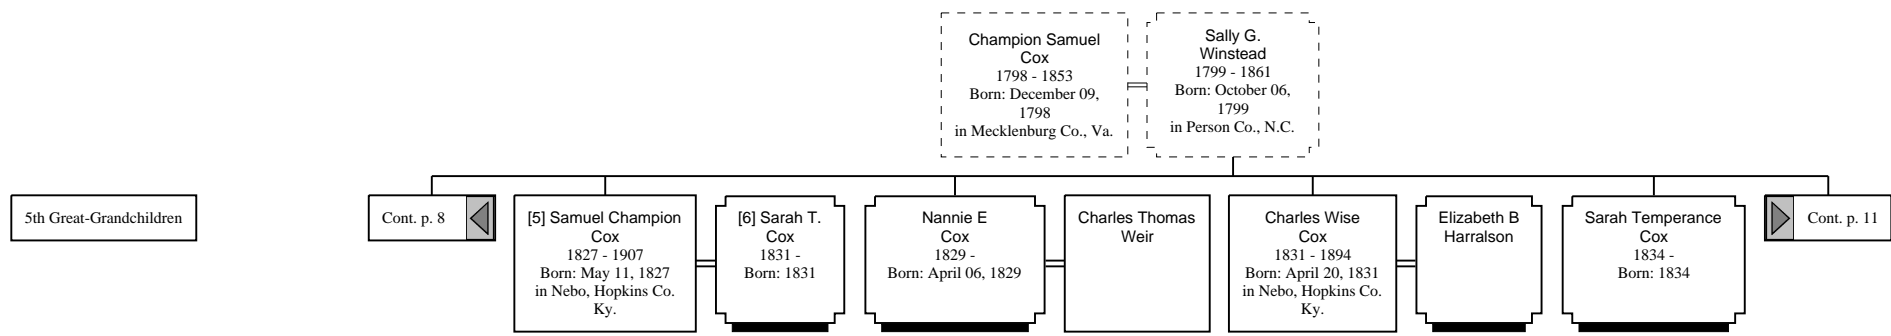 Champion Samuel
Cox
1798 - 1853
Born: December 09,
1798
in Mecklenburg Co., Va.
Sally G.
Winstead
1799 - 1861
Born: October 06,
1799
in Person Co., N.C.
5th Great-Grandchildren
Cont. p. 8
[5] Samuel Champion
Cox
1827 - 1907
Born: May 11, 1827
in Nebo, Hopkins Co.
Ky.
[6] Sarah T.
Cox
1831 -
Born: 1831
Nannie E
Cox
1829 -
Born: April 06, 1829
Charles Thomas
Weir
Charles Wise
Cox
1831 - 1894
Born: April 20, 1831
in Nebo, Hopkins Co.
Ky.
Elizabeth B
Harralson
Sarah Temperance
Cox
1834 -
Born: 1834
Cont. p. 11